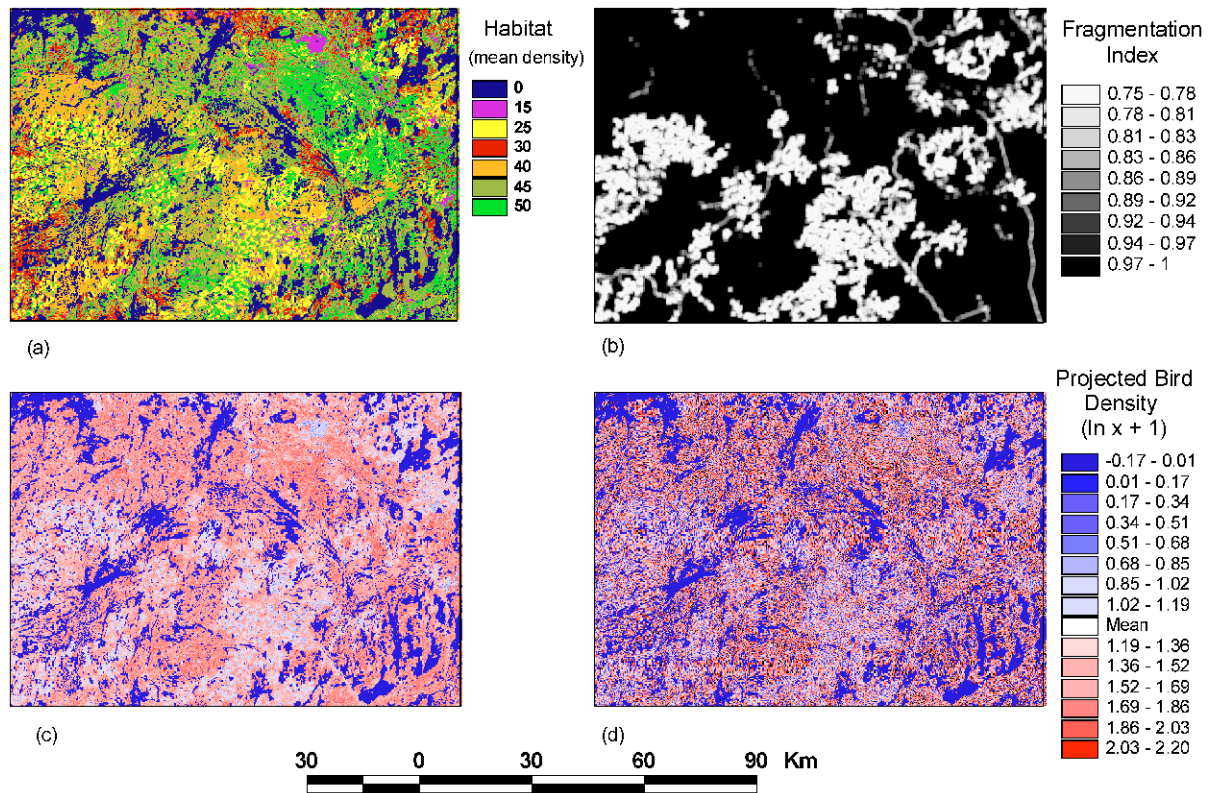 Habitat
(mean density)
0
15
25
30
40
45
50
(a)
Fragmentation
Index
0.75 - 0.78
0.78 - 0.81
0.81 - 0.83
0.83 - 0.86
0.86 - 0.89
0.89 - 0.92
0.92 - 0.94
0.94 - 0.97
0.97 - 1
(b)
Projected Bird
Density
(ln x + 1)
-0.17 - 0.01
0.01 - 0.17
0.17 - 0.34
0.34 - 0.51
0.51 - 0.68
0.68 - 0.85
0.85 - 1.02
1.02 - 1.19
Mean
1.19 - 1.36
1.36 - 1.52
1.52 - 1.69
1.69 - 1.86
1.86 - 2.03
2.03 - 2.20
(c)
(d)
30 0 30 60 90 Km